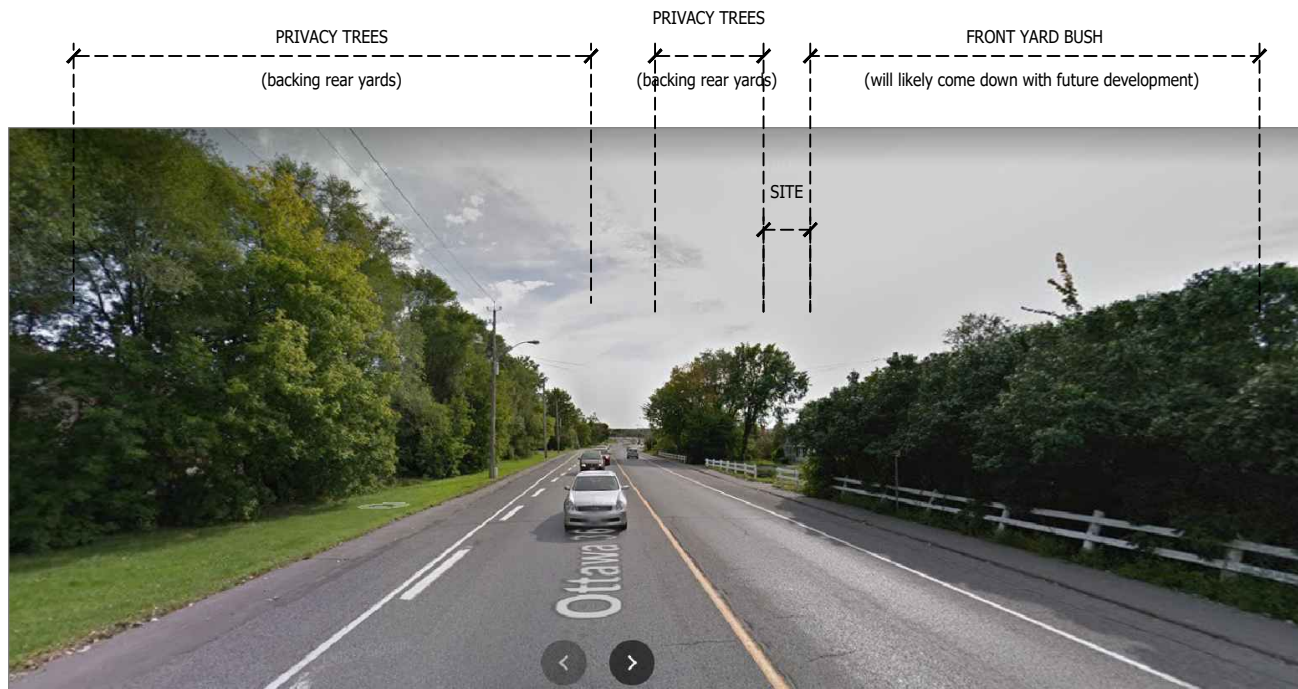 PRIVACY TREES
(backing rear yards)
PRIVACY TREES
(backing rear yards)
SITE
FRONT YARD BUSH
(will likely come down with future development)
Ottawa